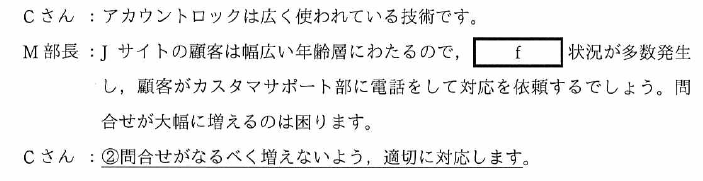 Cさん ：アカウントロックは広く使われている技術です。
M部長：Jサイトの顧客は幅広い年齢層にわたるので， f 状況が多数発生
し，顧客がカスタマサポート部に電話をして対応を依頼するでしょう。問
合せが大幅に増えるのは困ります。
Cさん ：②問合せがなるべく増えないよう，適切に対応します。